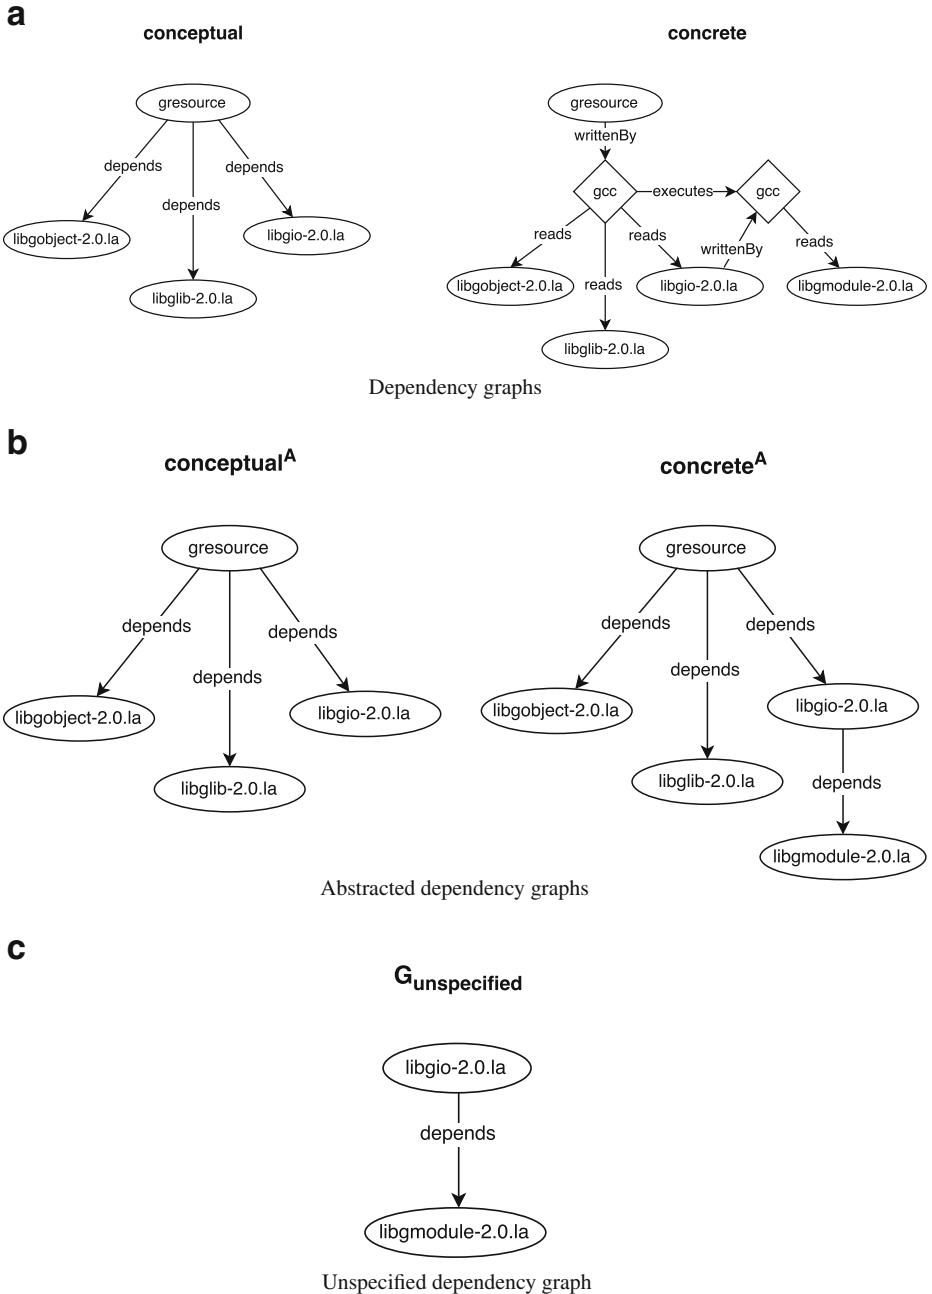 a
conceptual
concrete
gresource
depends
depends
depends
libgobject-2.0.la
libgio-2.0.la
libglib-2.0.la
gresource
writtenBy
gcc
executes
gcc
reads
reads
writtenBy
reads
libgobject-2.0.la
reads
libgio-2.0.la
libgmodule-2.0.la
libglib-2.0.la
Dependency graphs
b
conceptualA
concreteA
gresource
depends
depends
depends
libgobject-2.0.la
libgio-2.0.la
libglib-2.0.la
gresource
depends
depends
depends
libgobject-2.0.la
libgio-2.0.la
libglib-2.0.la
depends
libgmodule-2.0.la
Abstracted dependency graphs
c
Gunspecified
libgio-2.0.la
depends
libgmodule-2.0.la
Unspecified dependency graph